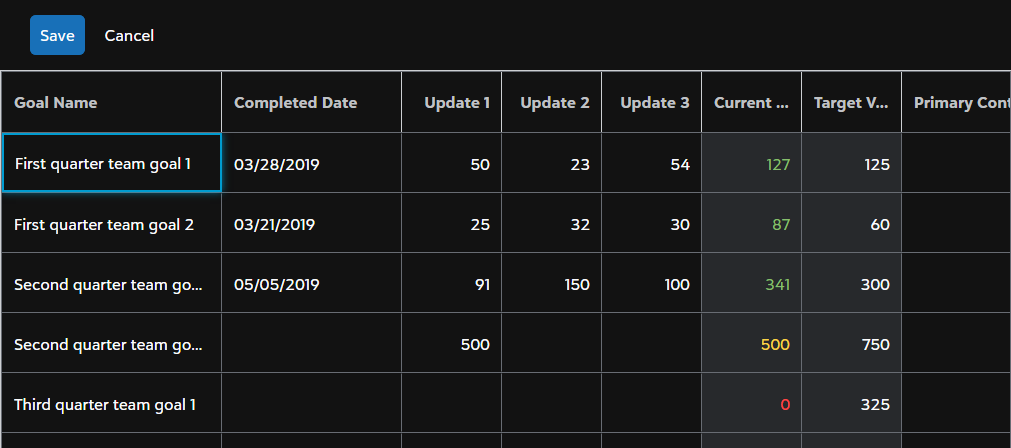 Save Cancel
Goal Name Completed Date Update 1 Update 2 Update 3 Current ... Target V... Primary Cont
First quarter team goal 1 03/28/2019 50 23 54 127 125
First quarter team goal 2 03/21/2019 25 32 30 87 60
Second quarter team go... 05/05/2019 91 150 100 341 300
Second quarter team go... 500 500 750
Third quarter team goal 1 0 325